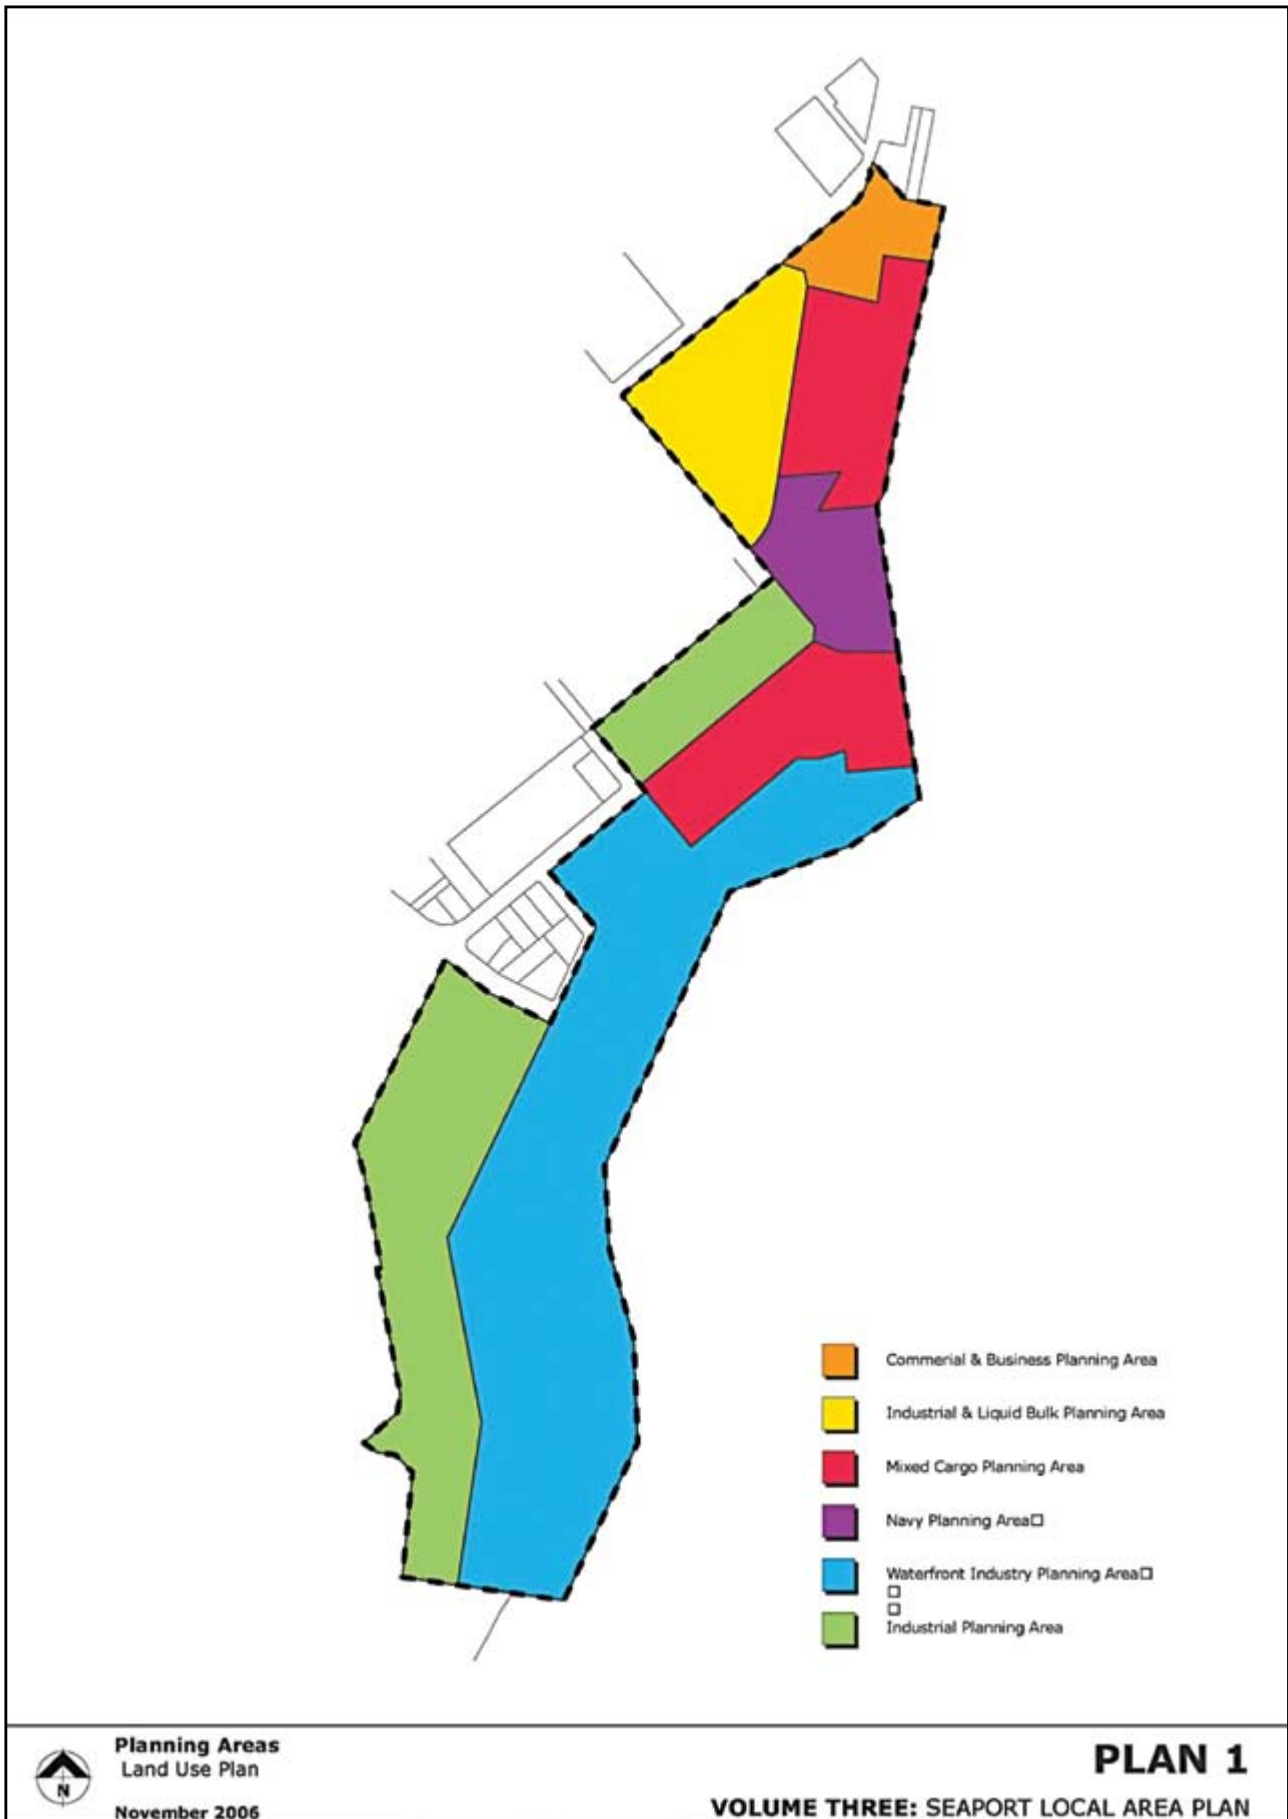 Commerial & Business Planning Area
Industrial & Liquid Bulk Planning Area
Mixed Cargo Planning Area
Navy Planning Area□
Waterfront Industry Planning Area□
□
□
Industrial Planning Area
N
Planning Areas
Land Use Plan
November 2006
PLAN 1
VOLUME THREE: SEAPORT LOCAL AREA PLAN